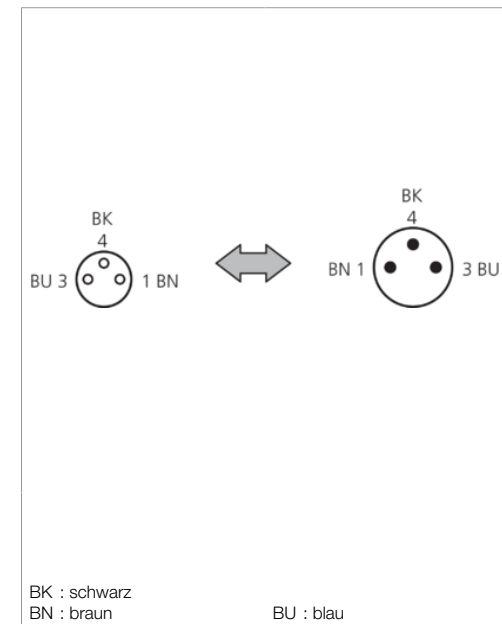 BK
4
BU 3
1 BN
BK
4
BN 1
3 BU
BK : schwarz
BN : braun
BU : blau